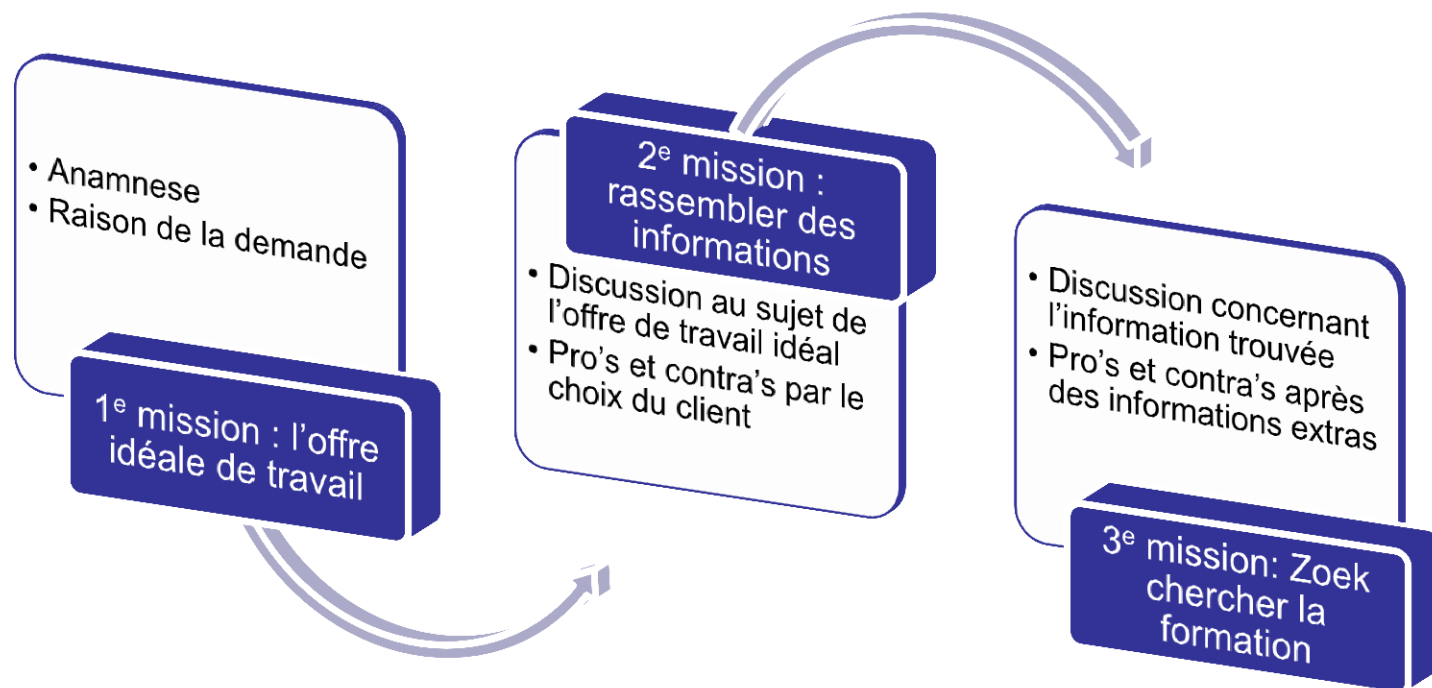 • Anamnese
• Raison de la demande
1e mission : l’offre
idéale de travail
2e mission :
rassembler des
informations
• Discussion au sujet de
l’offre de travail idéal
• Pro’s et contra’s par le
choix du client
• Discussion concernant
l’information trouvée
• Pro’s et contra’s après
des informations extras
3e mission: Zoek
chercher la
formation